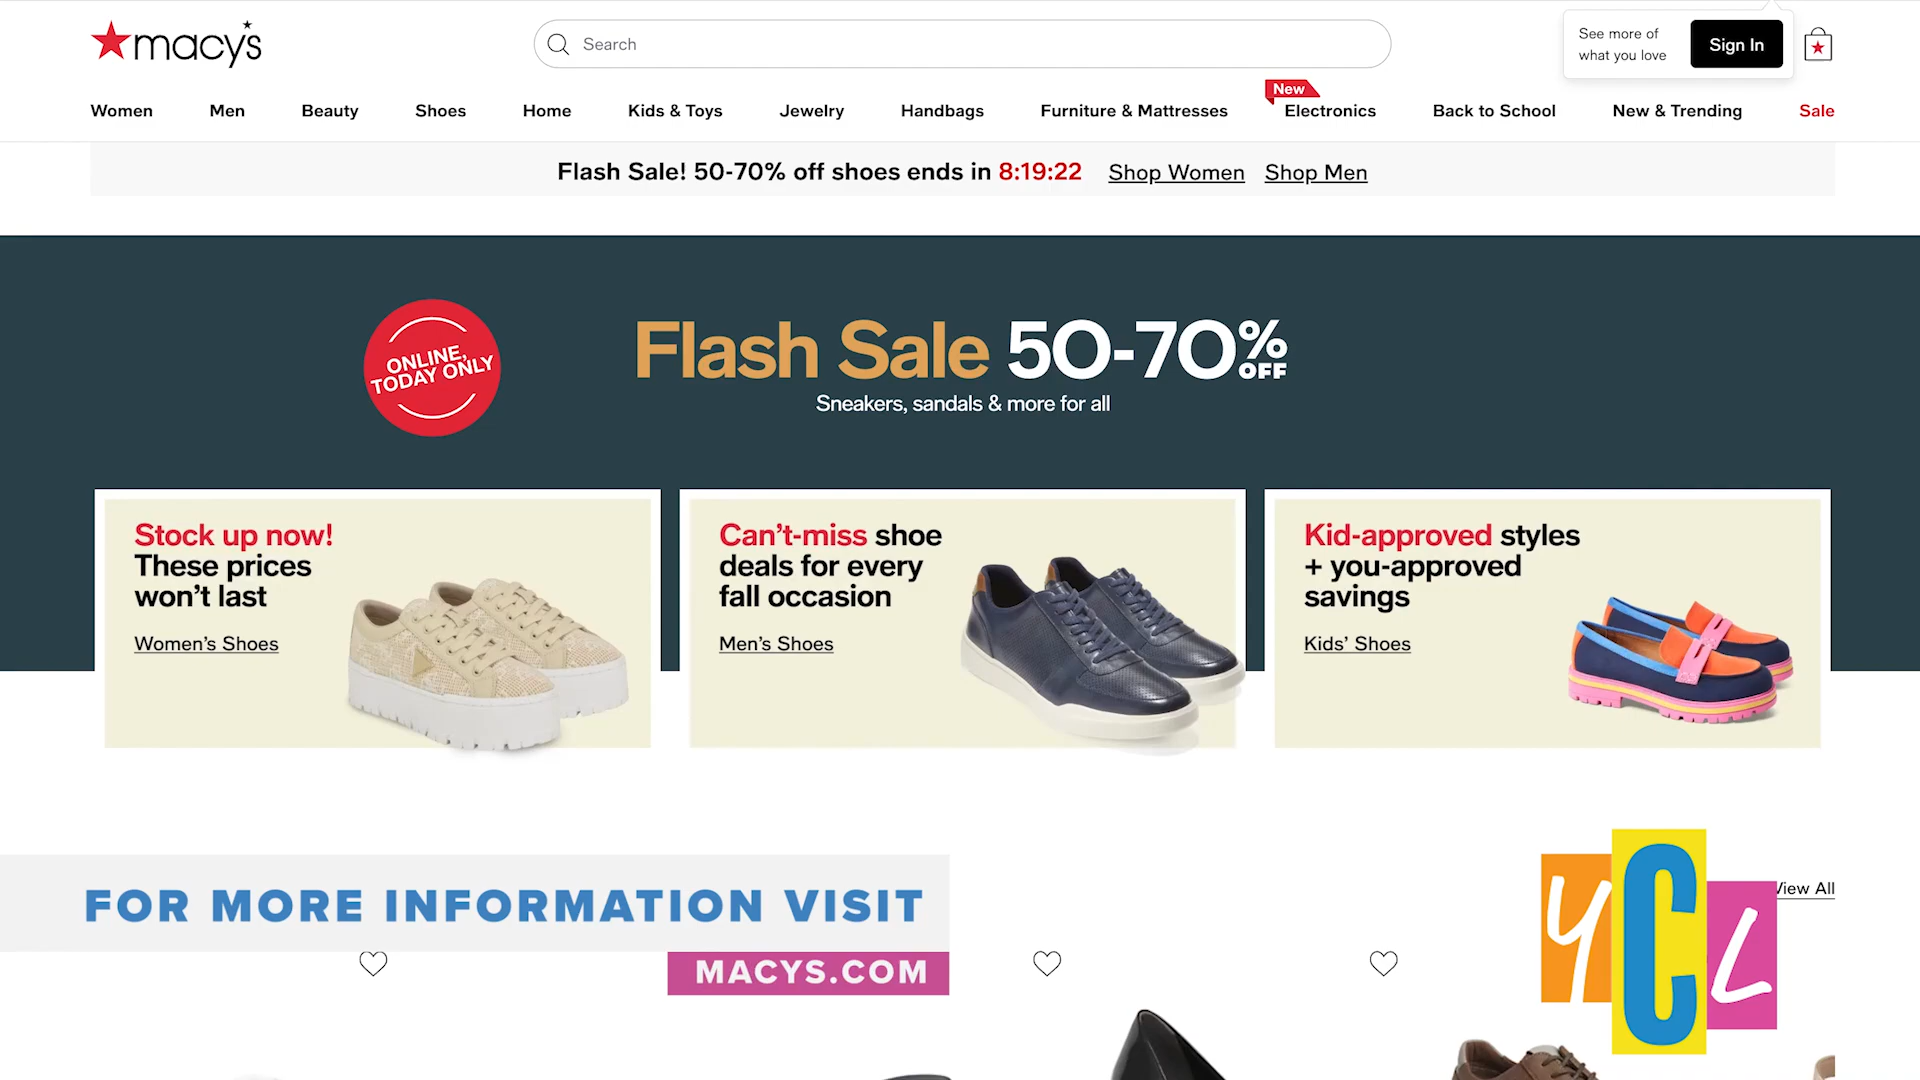 macy's
Search
See more of
what you love
Sign In
Women Men Beauty Shoes Home Kids & Toys Jewelry Handbags Furniture & Mattresses New Electronics Back to School New & Trending Sale
Flash Sale! 50-70% off shoes ends in 8:19:22 Shop Women Shop Men
ONLINE,
TODAY ONLY
Flash Sale 50-70% OFF
Sneakers, sandals & more for all
Stock up now!
These prices
won't last
Women's Shoes
Can't-miss shoe
deals for every
fall occasion
Men's Shoes
Kid-approved styles
+ you-approved
savings
Kids' Shoes
View All
FOR MORE INFORMATION VISIT
MACYS.COM
YCL